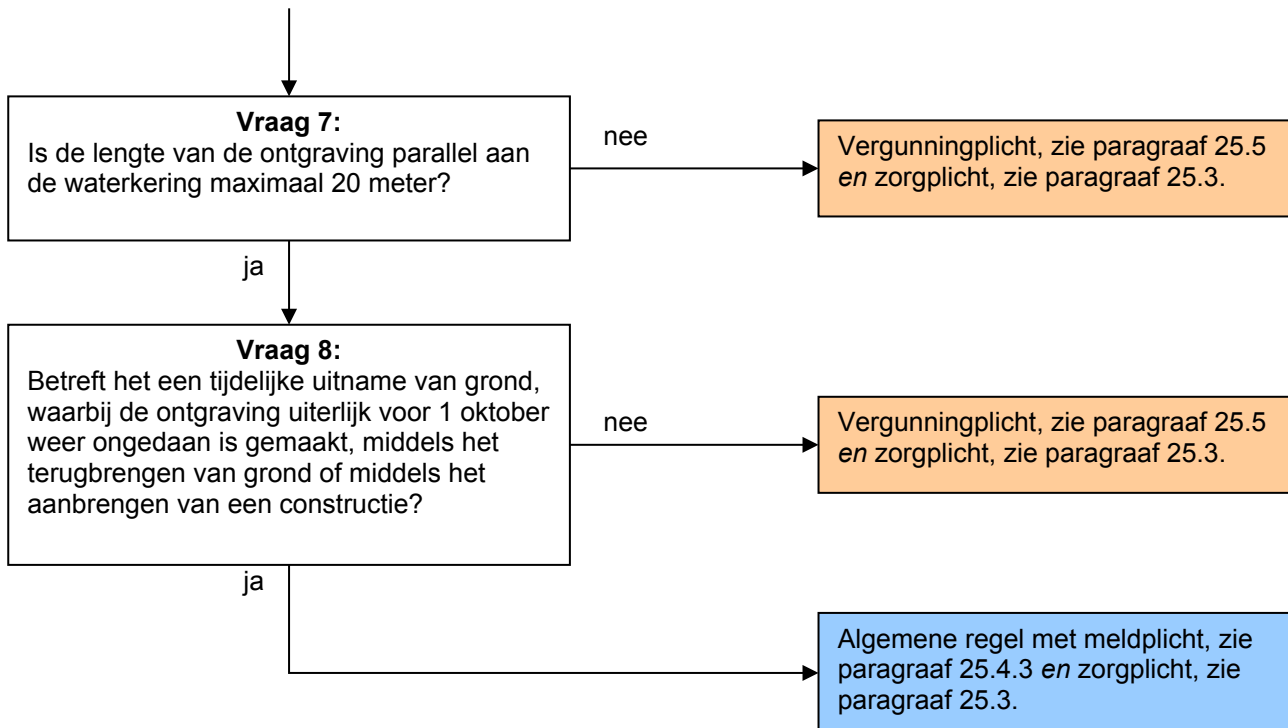 Vraag 7:
Is de lengte van de ontgraving parallel aan
de waterkering maximaal 20 meter?
nee
Vergunningplicht, zie paragraaf 25.5
en zorgplicht, zie paragraaf 25.3.
ja
Vraag 8:
Betreft het een tijdelijke uitname van grond,
waarbij de ontgraving uiterlijk voor 1 oktober
weer ongedaan is gemaakt, middels het
terugbrengen van grond of middels het
aanbrengen van een constructie?
nee
Vergunningplicht, zie paragraaf 25.5
en zorgplicht, zie paragraaf 25.3.
ja
Algemene regel met meldplicht, zie
paragraaf 25.4.3 en zorgplicht, zie
paragraaf 25.3.